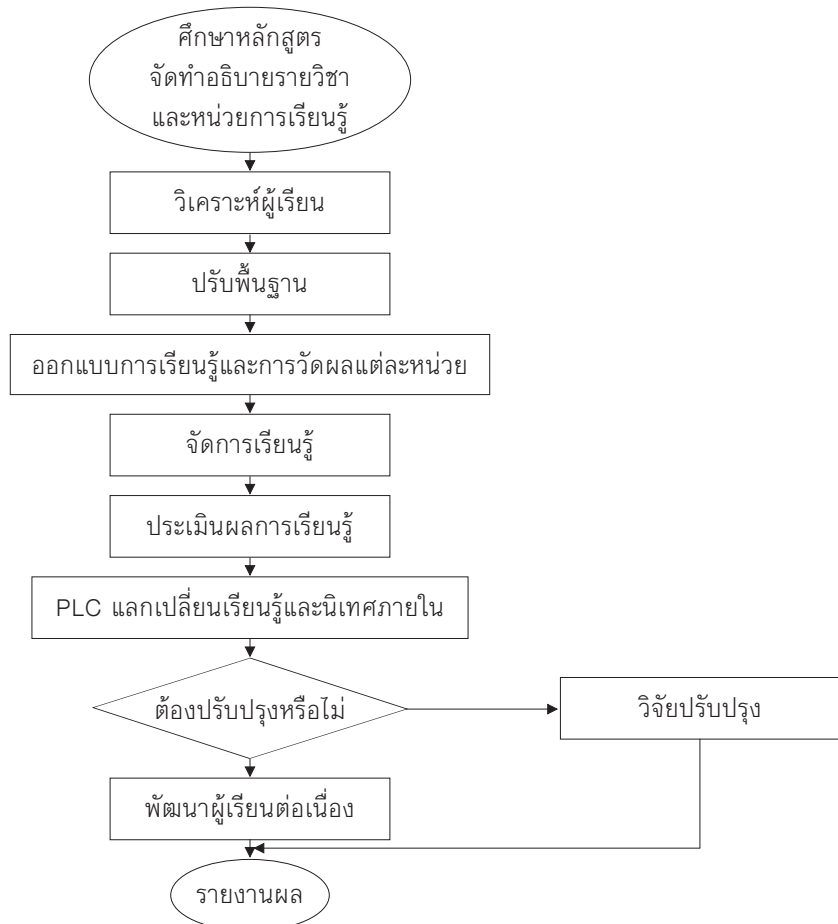 ศึกษาหลักสูตร
จัดทำอธิบายรายวิชา
และหน่วยการเรียนรู้
วิเคราะห์ผู้เรียน
ปรับพื้นฐาน
ออกแบบการเรียนรู้และการวัดผลแต่ละหน่วย
จัดการเรียนรู้
ประเมินผลการเรียนรู้
PLC แลกเปลี่ยนเรียนรู้และนิเทศภายใน
ต้องปรับปรุงหรือไม่
วิจัยปรับปรุง
พัฒนาผู้เรียนต่อเนื่อง
รายงานผล